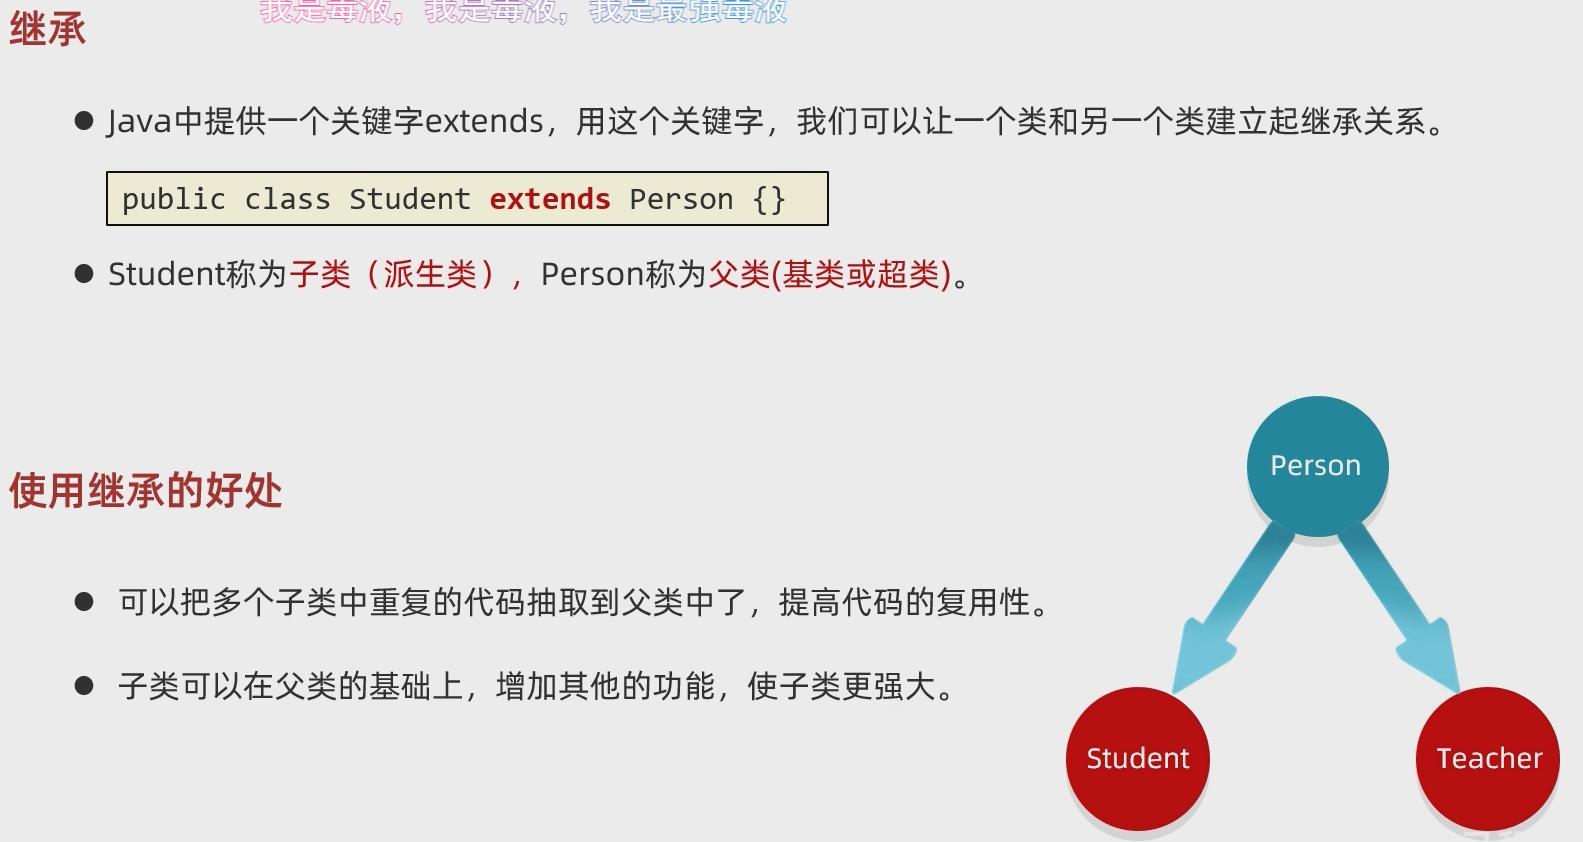 我是毒液，我是毒液，我是最强毒液
继承
Java中提供一个关键字extends，用这个关键字，我们可以让一个类和另一个类建立起继承关系。
public class Student extends Person {}
Student称为子类（派生类），Person称为父类(基类或超类)。
使用继承的好处
可以把多个子类中重复的代码抽取到父类中了，提高代码的复用性。
子类可以在父类的基础上，增加其他的功能，使子类更强大。
Person
Student
Teacher